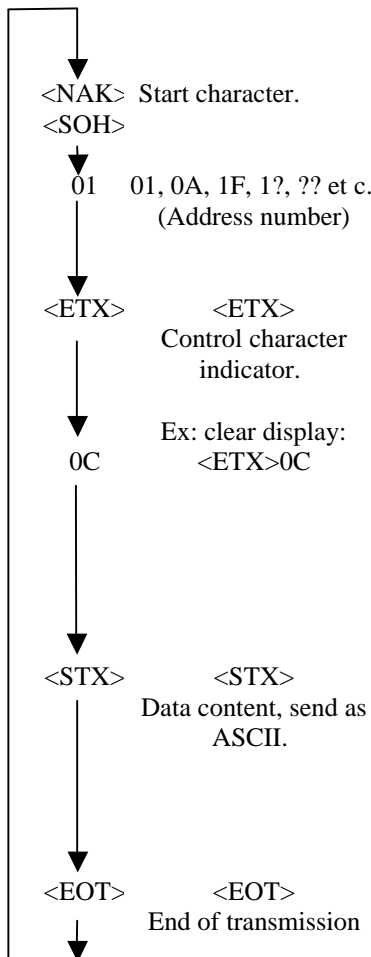 <NAK> Start character.
<SOH>
01 01, 0A, 1F, 1?, ?? et c.
(Address number)
<ETX> <ETX>
Control character
indicator.
Ex: clear display:
0C <ETX>0C
<STX> <STX>
Data content, send as
ASCII.
<EOT> <EOT>
End of transmission